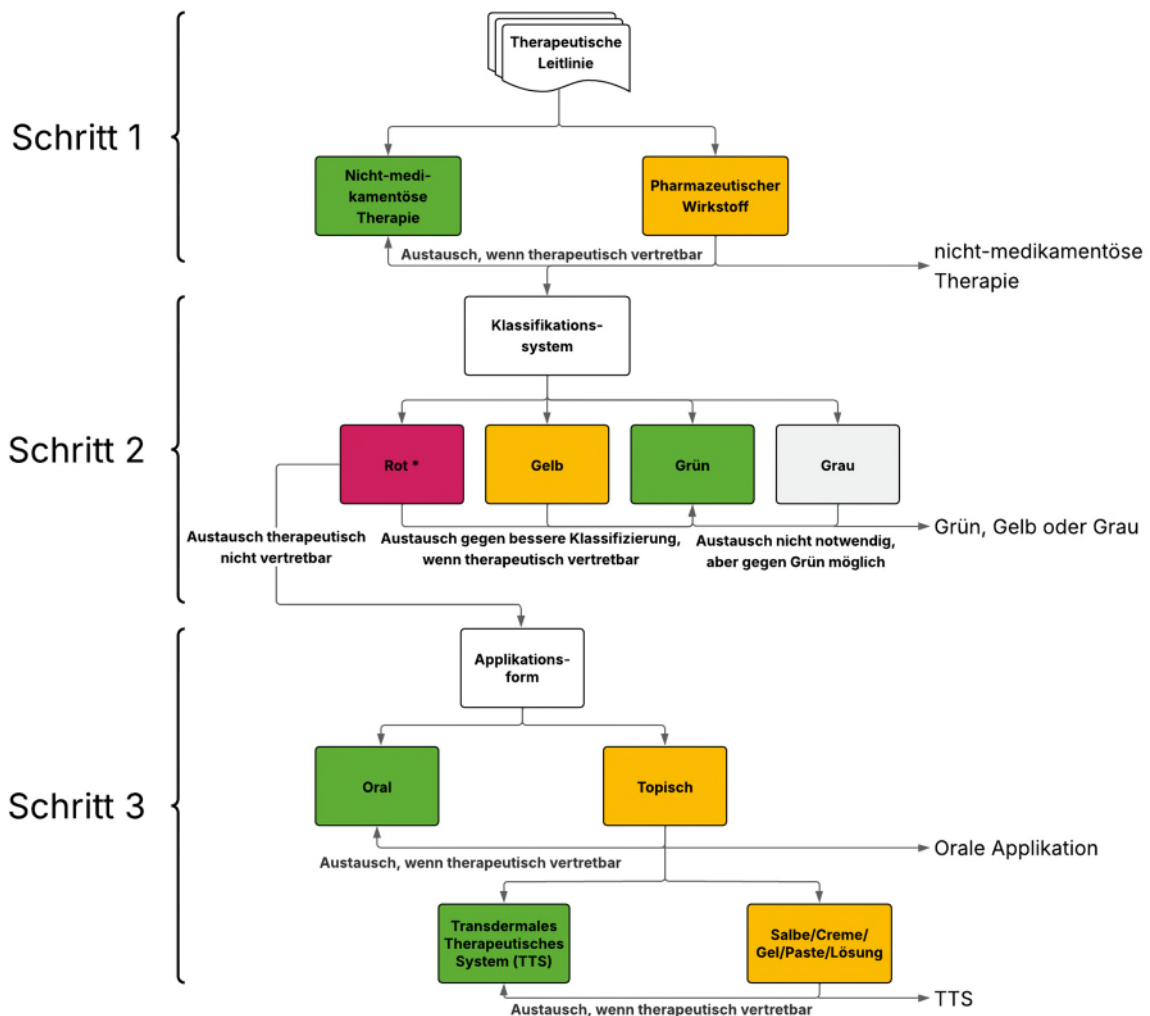 Therapeutische
Leitlinie
Schritt 1
Nicht-medi-
kamentöse
Therapie
Pharmazeutischer
Wirkstoff
Austausch, wenn therapeutisch vertretbar
nicht-medikamentöse
Therapie
Klassifikations-
system
Schritt 2
Rot *
Gelb
Grün
Grau
Austausch therapeutisch
nicht vertretbar
Austausch gegen bessere Klassifizierung,
wenn therapeutisch vertretbar
Austausch nicht notwendig,
aber gegen Grün möglich
Grün, Gelb oder Grau
Applikations-
form
Schritt 3
Oral
Topisch
Austausch, wenn therapeutisch vertretbar
Orale Applikation
Transdermales
Therapeutisches
System (TTS)
Salbe/Creme/
Gel/Paste/Lösung
Austausch, wenn therapeutisch vertretbar
TTS